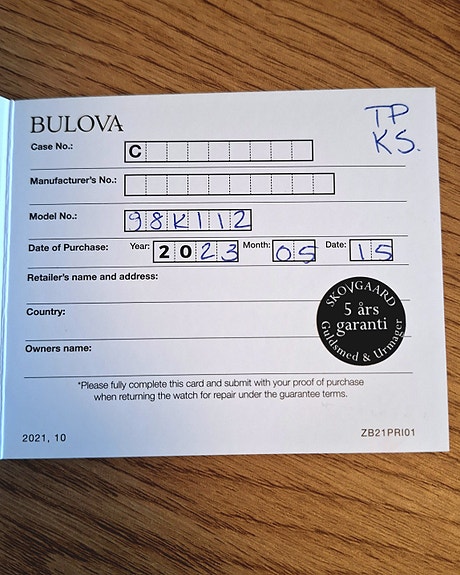 BULOVA
TP
KS.
Case No.: C
Manufacturer's No.:
Model No.: 98K112
Date of Purchase: Year: 2023 Month: 05 Date: 15
Retailer's name and address:
Country:
SKOVGAARD
5 års
garanti
Guldsmed & Urmager
Owners name:
*Please fully complete this card and submit with your proof of purchase
when returning the watch for repair under the guarantee terms.
2021, 10
ZB21PRI01